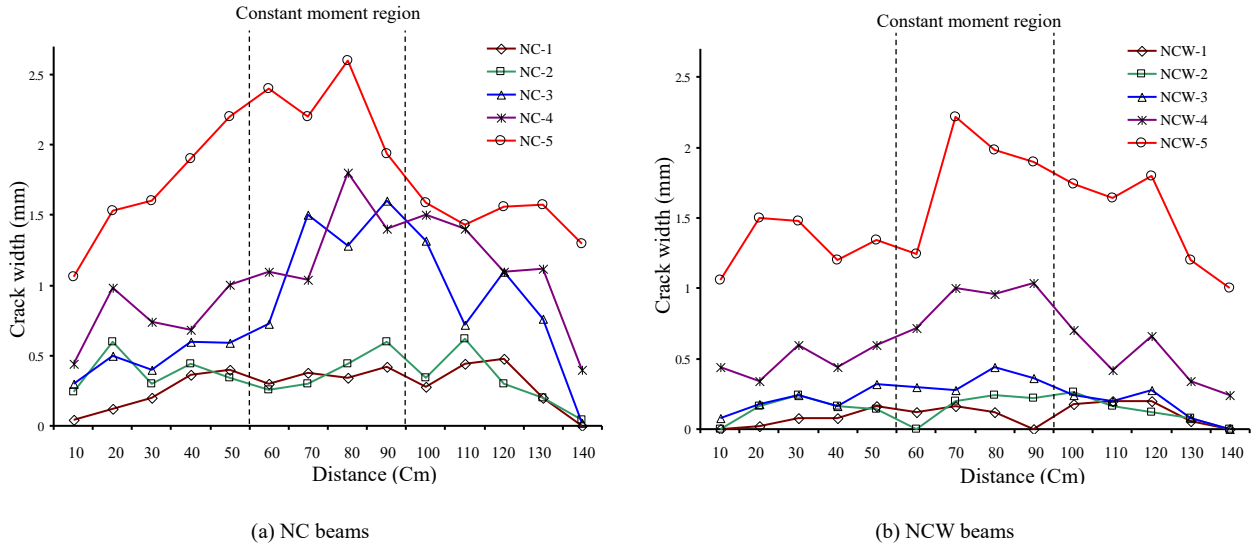 Constant moment region
NC-1
NC-2
NC-3
NC-4
NC-5
2.5
2
1.5
1
0.5
0
Crack width (mm)
10 20 30 40 50 60 70 80 90 100 110 120 130 140
Distance (Cm)
(a) NC beams
Constant moment region
NCW-1
NCW-2
NCW-3
NCW-4
NCW-5
2.5
2
1.5
1
0.5
0
Crack width (mm)
10 20 30 40 50 60 70 80 90 100 110 120 130 140
Distance (Cm)
(b) NCW beams